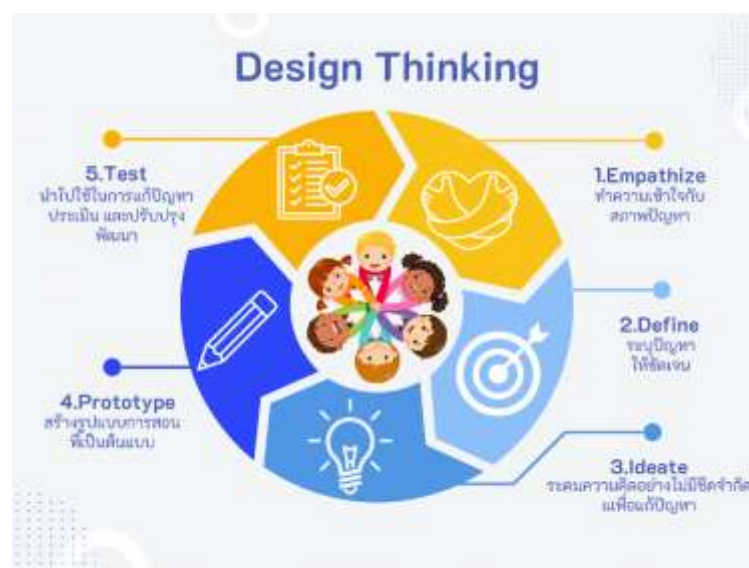 Design Thinking
1.Empathize
ทำความเข้าใจกับ
สภาพปัญหา
2.Define
ระบุปัญหา
ให้ชัดเจน
3.Ideate
ระดมความคิดอย่างไม่มีขีดจำกัด
เพื่อแก้ปัญหา
4.Prototype
สร้างรูปแบบการสอน
ที่เป็นต้นแบบ
5.Test
นำไปใช้ในการแก้ปัญหา
ประเมิน และปรับปรุง
พัฒนา